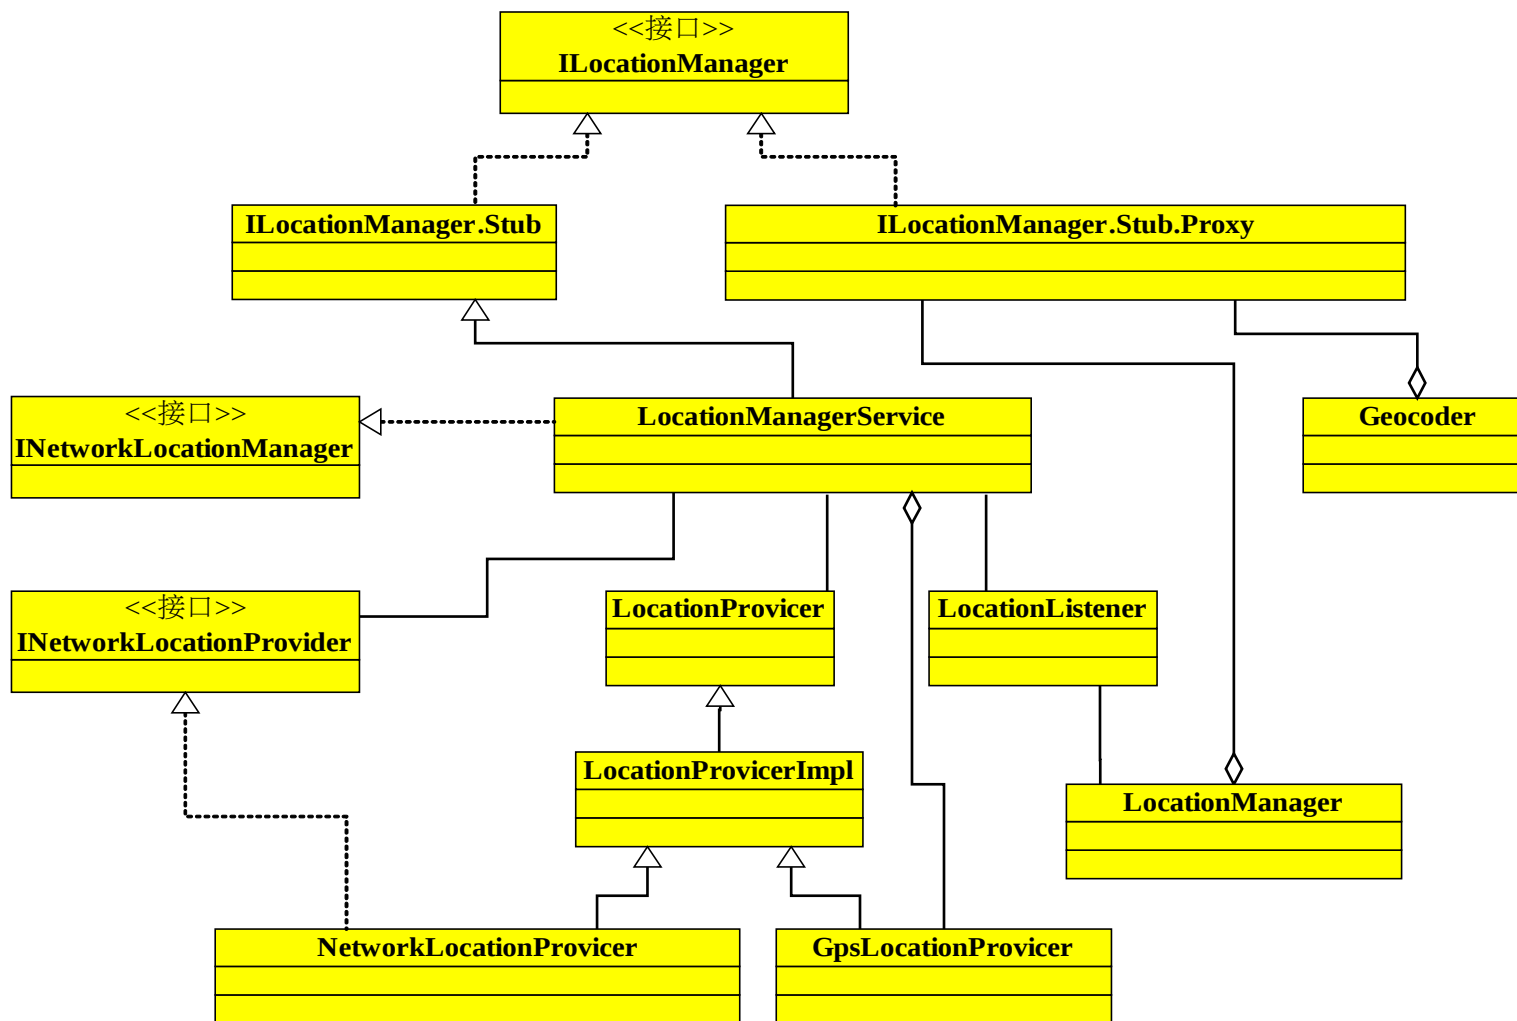 <<接口>>
ILocationManager
ILocationManager.Stub
ILocationManager.Stub.Proxy
<<接口>>
INetworkLocationManager
LocationManagerService
Geocoder
<<接口>>
INetworkLocationProvider
LocationProvicer
LocationListener
LocationProvicerImpl
LocationManager
NetworkLocationProvicer
GpsLocationProvicer